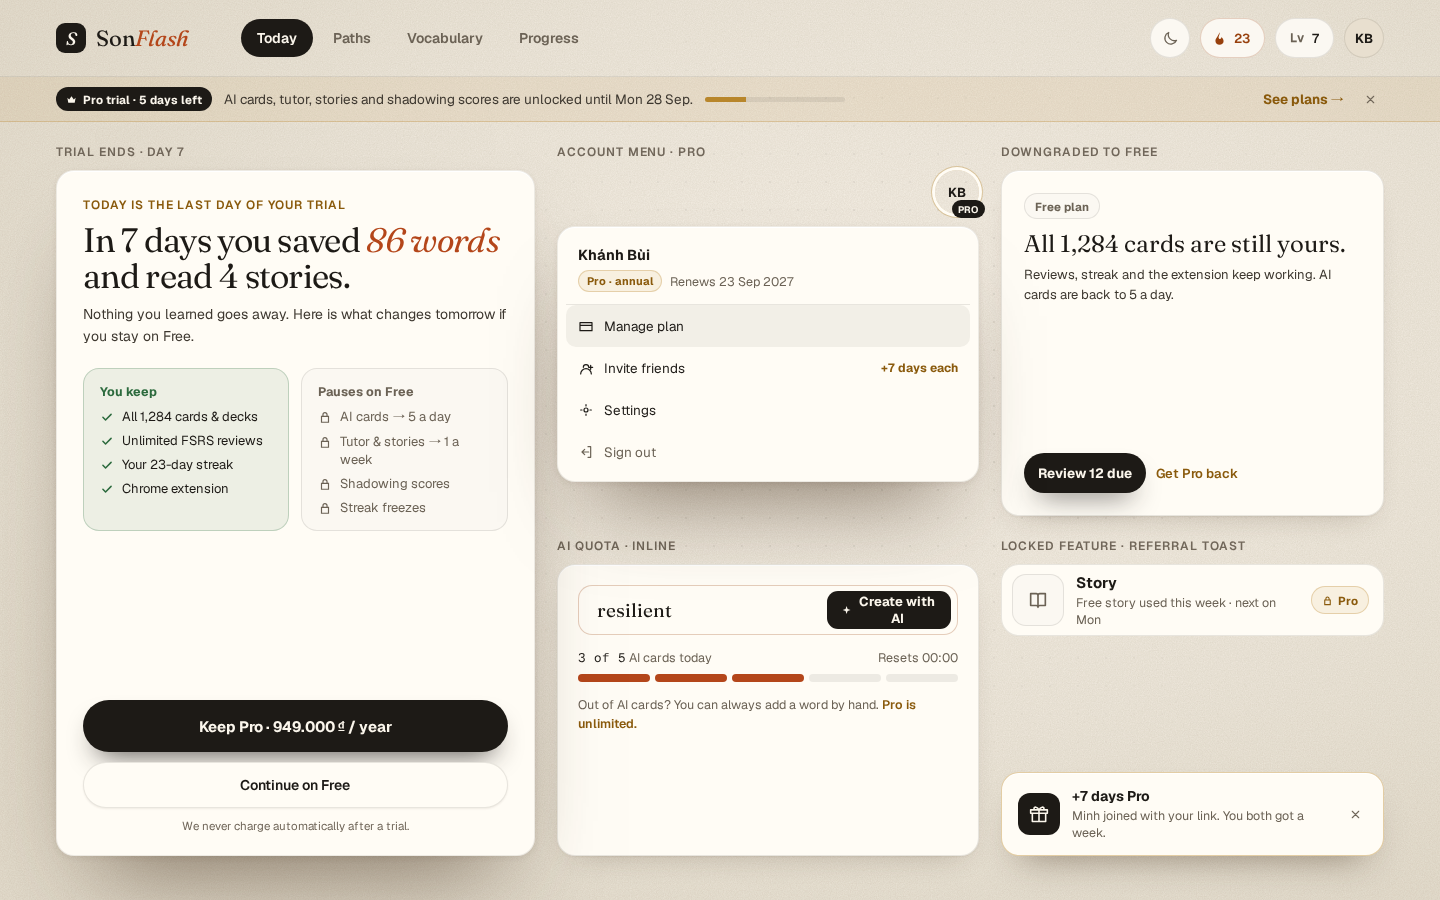 S SonFlash
Today
Paths
Vocabulary
Progress
23
Lv 7
KB
Pro trial · 5 days left
AI cards, tutor, stories and shadowing scores are unlocked until Mon 28 Sep.
See plans →
TRIAL ENDS · DAY 7
TODAY IS THE LAST DAY OF YOUR TRIAL
In 7 days you saved 86 words
and read 4 stories.
Nothing you learned goes away. Here is what changes tomorrow if
you stay on Free.
You keep
All 1,284 cards & decks
Unlimited FSRS reviews
Your 23-day streak
Chrome extension
Pauses on Free
AI cards → 5 a day
Tutor & stories → 1 a
week
Shadowing scores
Streak freezes
Keep Pro · 949.000 ₫ / year
Continue on Free
We never charge automatically after a trial.
ACCOUNT MENU · PRO
KB
PRO
Khánh Bùi
Pro · annual
Renews 23 Sep 2027
Manage plan
Invite friends
+7 days each
Settings
Sign out
AI QUOTA · INLINE
resilient
Create with
AI
3 of 5 AI cards today
Resets 00:00
Out of AI cards? You can always add a word by hand. Pro is
unlimited.
DOWNGRADED TO FREE
Free plan
All 1,284 cards are still yours.
Reviews, streak and the extension keep working. AI
cards are back to 5 a day.
Review 12 due
Get Pro back
LOCKED FEATURE · REFERRAL TOAST
Story
Free story used this week · next on
Mon
Pro
+7 days Pro
Minh joined with your link. You both got a
week.